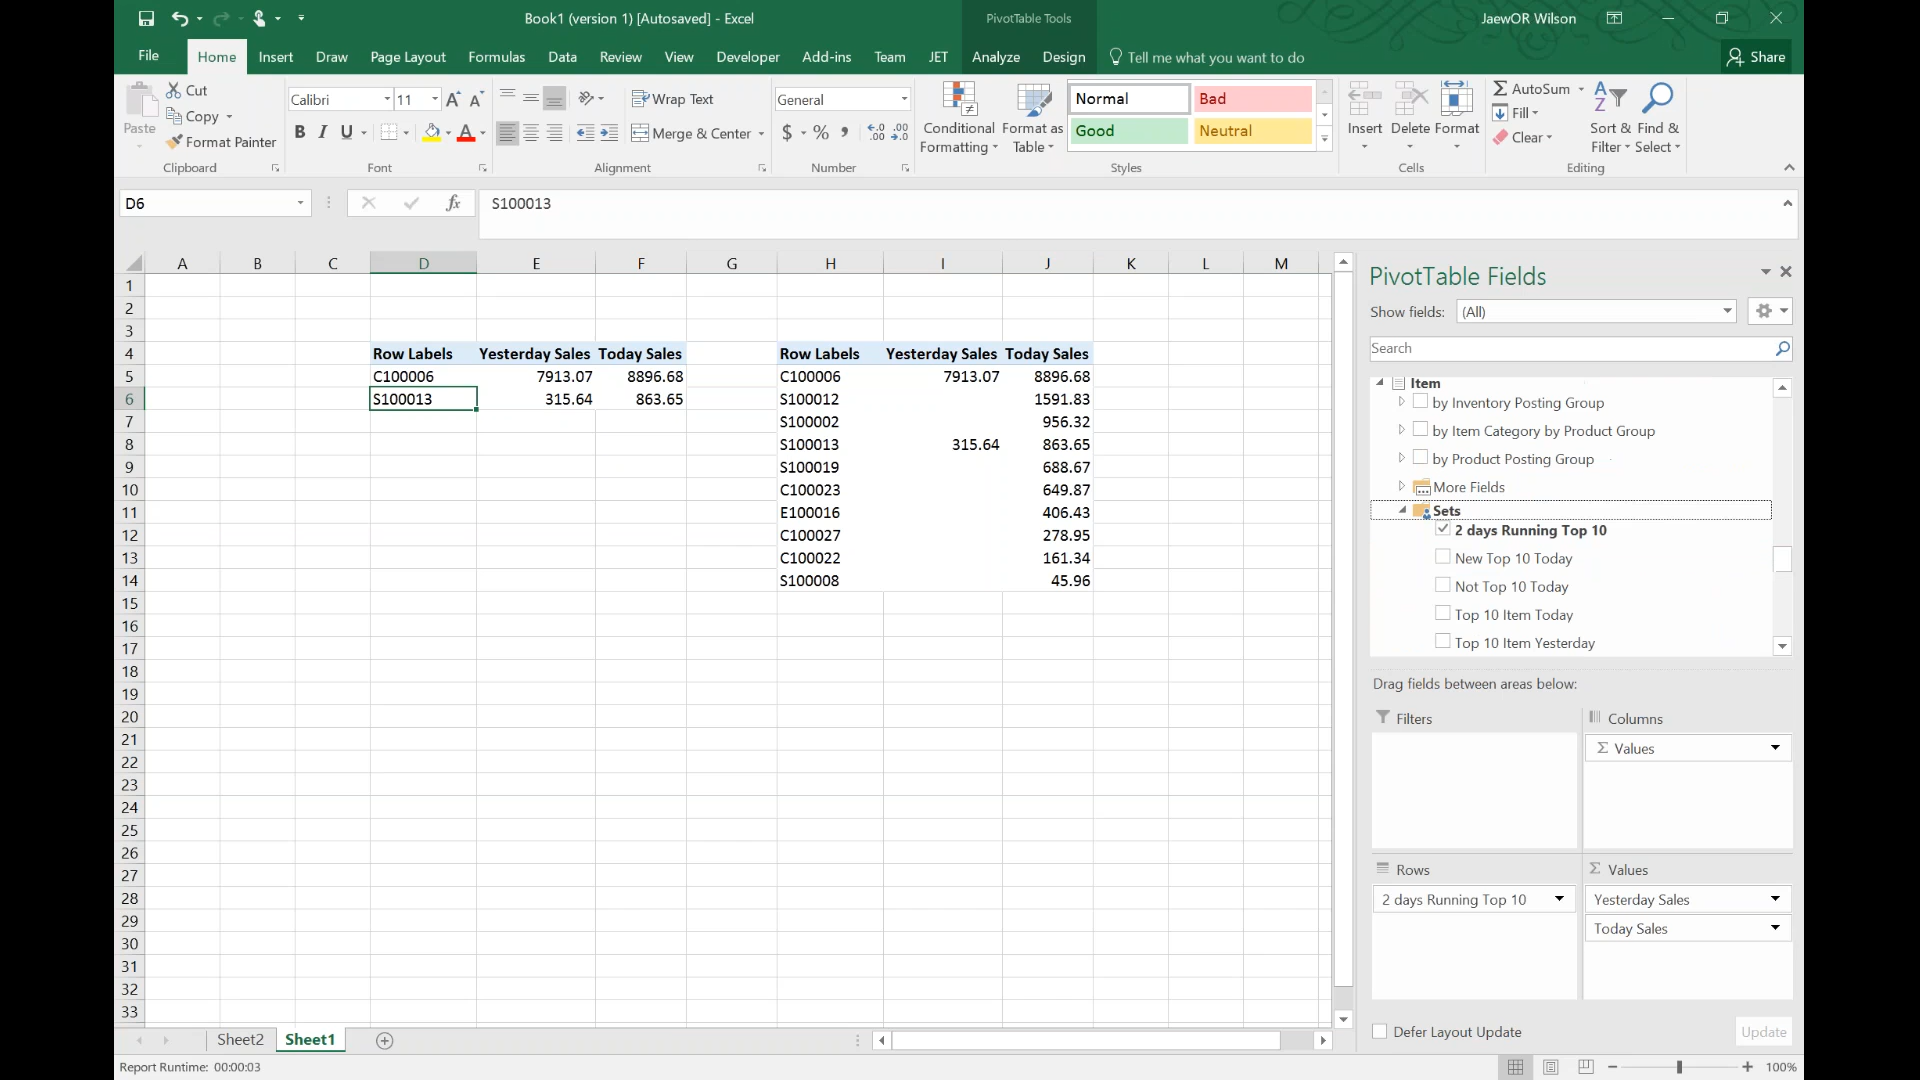 Book1 (version 1) [Autosaved] - Excel
PivotTable Tools
JaewOR Wilson
File Home Insert Draw Page Layout Formulas Data Review View Developer Add-ins Team JET Analyze Design Tell me what you want to do Share
Paste
Cut
Copy
Format Painter
Clipboard
Calibri 11
B I U
Font
Wrap Text
Merge & Center
Alignment
General
$ % ,
Number
Conditional Formatting
Format as Table
Normal Bad
Good Neutral
Styles
Insert Delete Format
Cells
AutoSum
Fill
Clear
Sort & Filter
Find & Select
Editing
D6 fx S100013
A B C D E F G H I J K L M
1
2
3
4 Row Labels Yesterday Sales Today Sales Row Labels Yesterday Sales Today Sales
5 C100006 7913.07 8896.68 C100006 7913.07 8896.68
6 S100013 315.64 863.65 S100012 1591.83
7 S100002 956.32
8 S100013 315.64 863.65
9 S100019 688.67
10 C100023 649.87
11 E100016 406.43
12 C100027 278.95
13 C100022 161.34
14 S100008 45.96
15
16
17
18
19
20
21
22
23
24
25
26
27
28
29
30
31
32
33
PivotTable Fields
Show fields: (All)
Search
Item
by Inventory Posting Group
by Item Category by Product Group
by Product Posting Group
More Fields
Sets
2 days Running Top 10
New Top 10 Today
Not Top 10 Today
Top 10 Item Today
Top 10 Item Yesterday
Drag fields between areas below:
Filters
Columns
Σ Values
Rows
2 days Running Top 10
Σ Values
Yesterday Sales
Today Sales
Defer Layout Update Update
Sheet2 Sheet1
Report Runtime: 00:00:03
100%